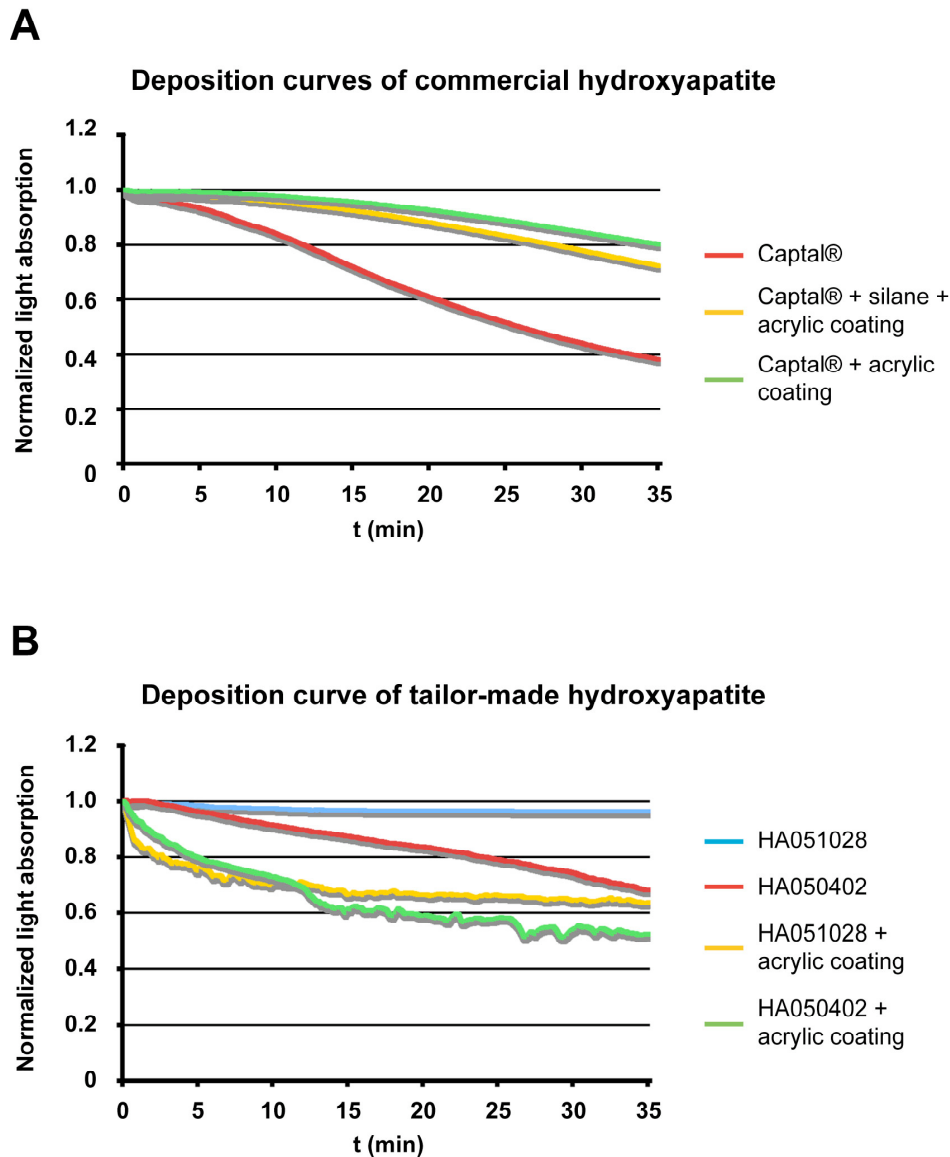 A
Deposition curves of commercial hydroxyapatite
Normalized light absorption
1.2
1.0
0.8
0.6
0.4
0.2
0
0 5 10 15 20 25 30 35
t (min)
Captal®
Captal® + silane +
acrylic coating
Captal® + acrylic
coating
B
Deposition curve of tailor-made hydroxyapatite
Normalized light absorption
1.2
1.0
0.8
0.6
0.4
0.2
0
0 5 10 15 20 25 30 35
t (min)
HA051028
HA050402
HA051028 +
acrylic coating
HA050402 +
acrylic coating